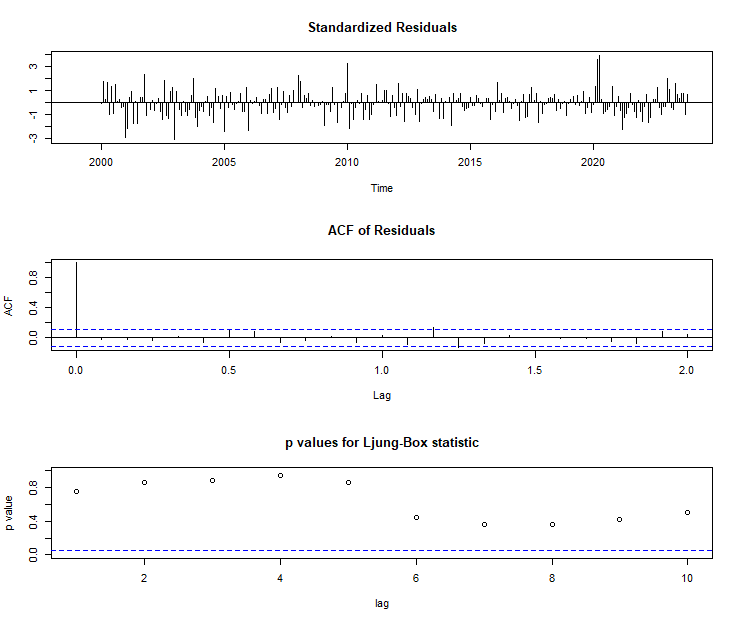 Standardized Residuals
3
1
-1
-3
2000 2005 2010 2015 2020
Time
ACF of Residuals
ACF
0.8
0.4
0.0
0.0 0.5 1.0 1.5 2.0
Lag
p values for Ljung-Box statistic
p value
0.8
0.4
0.0
2 4 6 8 10
lag